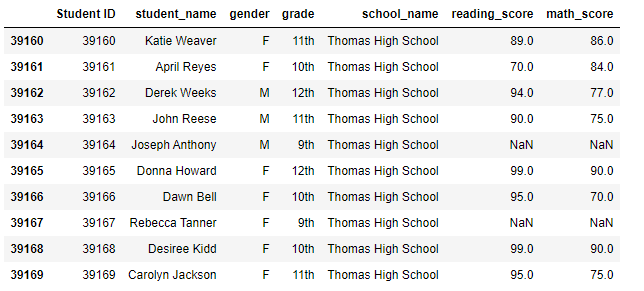 Student ID student_name gender grade school_name reading_score math_score
39160 39160 Katie Weaver F 11th Thomas High School 89.0 86.0
39161 39161 April Reyes F 10th Thomas High School 70.0 84.0
39162 39162 Derek Weeks M 12th Thomas High School 94.0 77.0
39163 39163 John Reese M 11th Thomas High School 90.0 75.0
39164 39164 Joseph Anthony M 9th Thomas High School NaN NaN
39165 39165 Donna Howard F 12th Thomas High School 99.0 90.0
39166 39166 Dawn Bell F 10th Thomas High School 95.0 70.0
39167 39167 Rebecca Tanner F 9th Thomas High School NaN NaN
39168 39168 Desiree Kidd F 10th Thomas High School 99.0 90.0
39169 39169 Carolyn Jackson F 11th Thomas High School 95.0 75.0